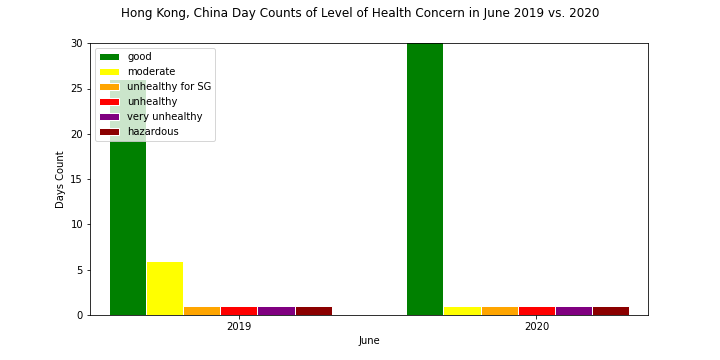 Hong Kong, China Day Counts of Level of Health Concern in June 2019 vs. 2020
30
25
20
15
10
5
0
Days Count
good
moderate
unhealthy for SG
unhealthy
very unhealthy
hazardous
2019
2020
June